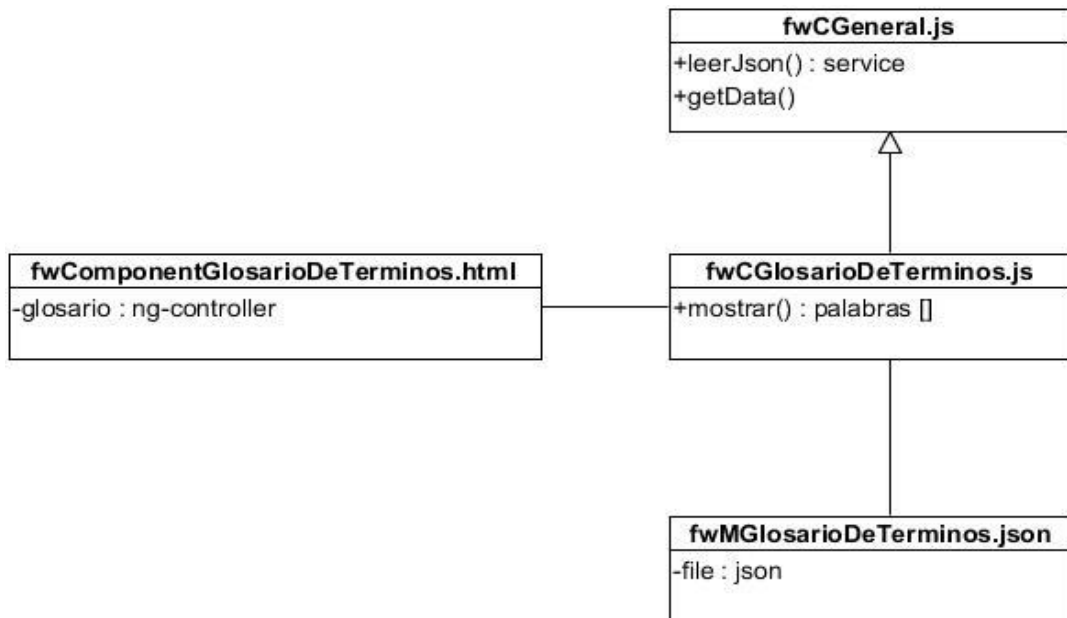 fwCGeneral.js
+leerJson() : service
+getData()
fwComponentGlosarioDeTerminos.html
-glosario : ng-controller
fwCGlosarioDeTerminos.js
+mostrar() : palabras []
fwMGlosarioDeTerminos.json
-file : json